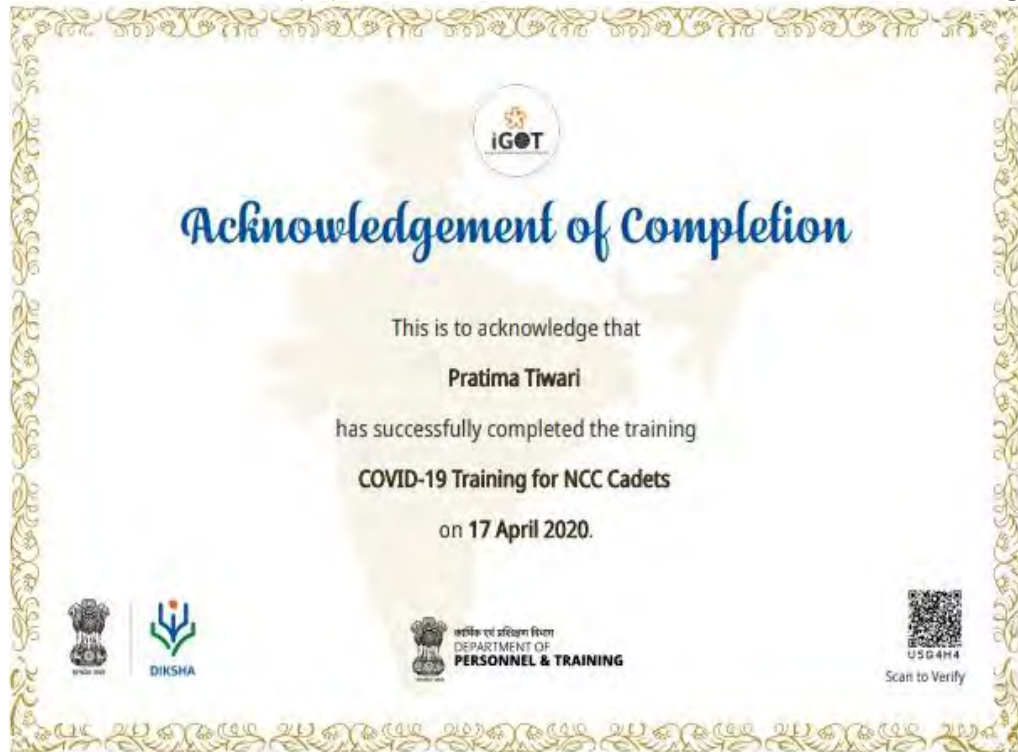 iGOT
Acknowledgement of Completion
This is to acknowledge that
Pratima Tiwari
has successfully completed the training
COVID-19 Training for NCC Cadets
on 17 April 2020.
DIKSHA
कार्मिक एवं प्रशिक्षण विभाग
DEPARTMENT OF
PERSONNEL & TRAINING
USG4H4
Scan to Verify